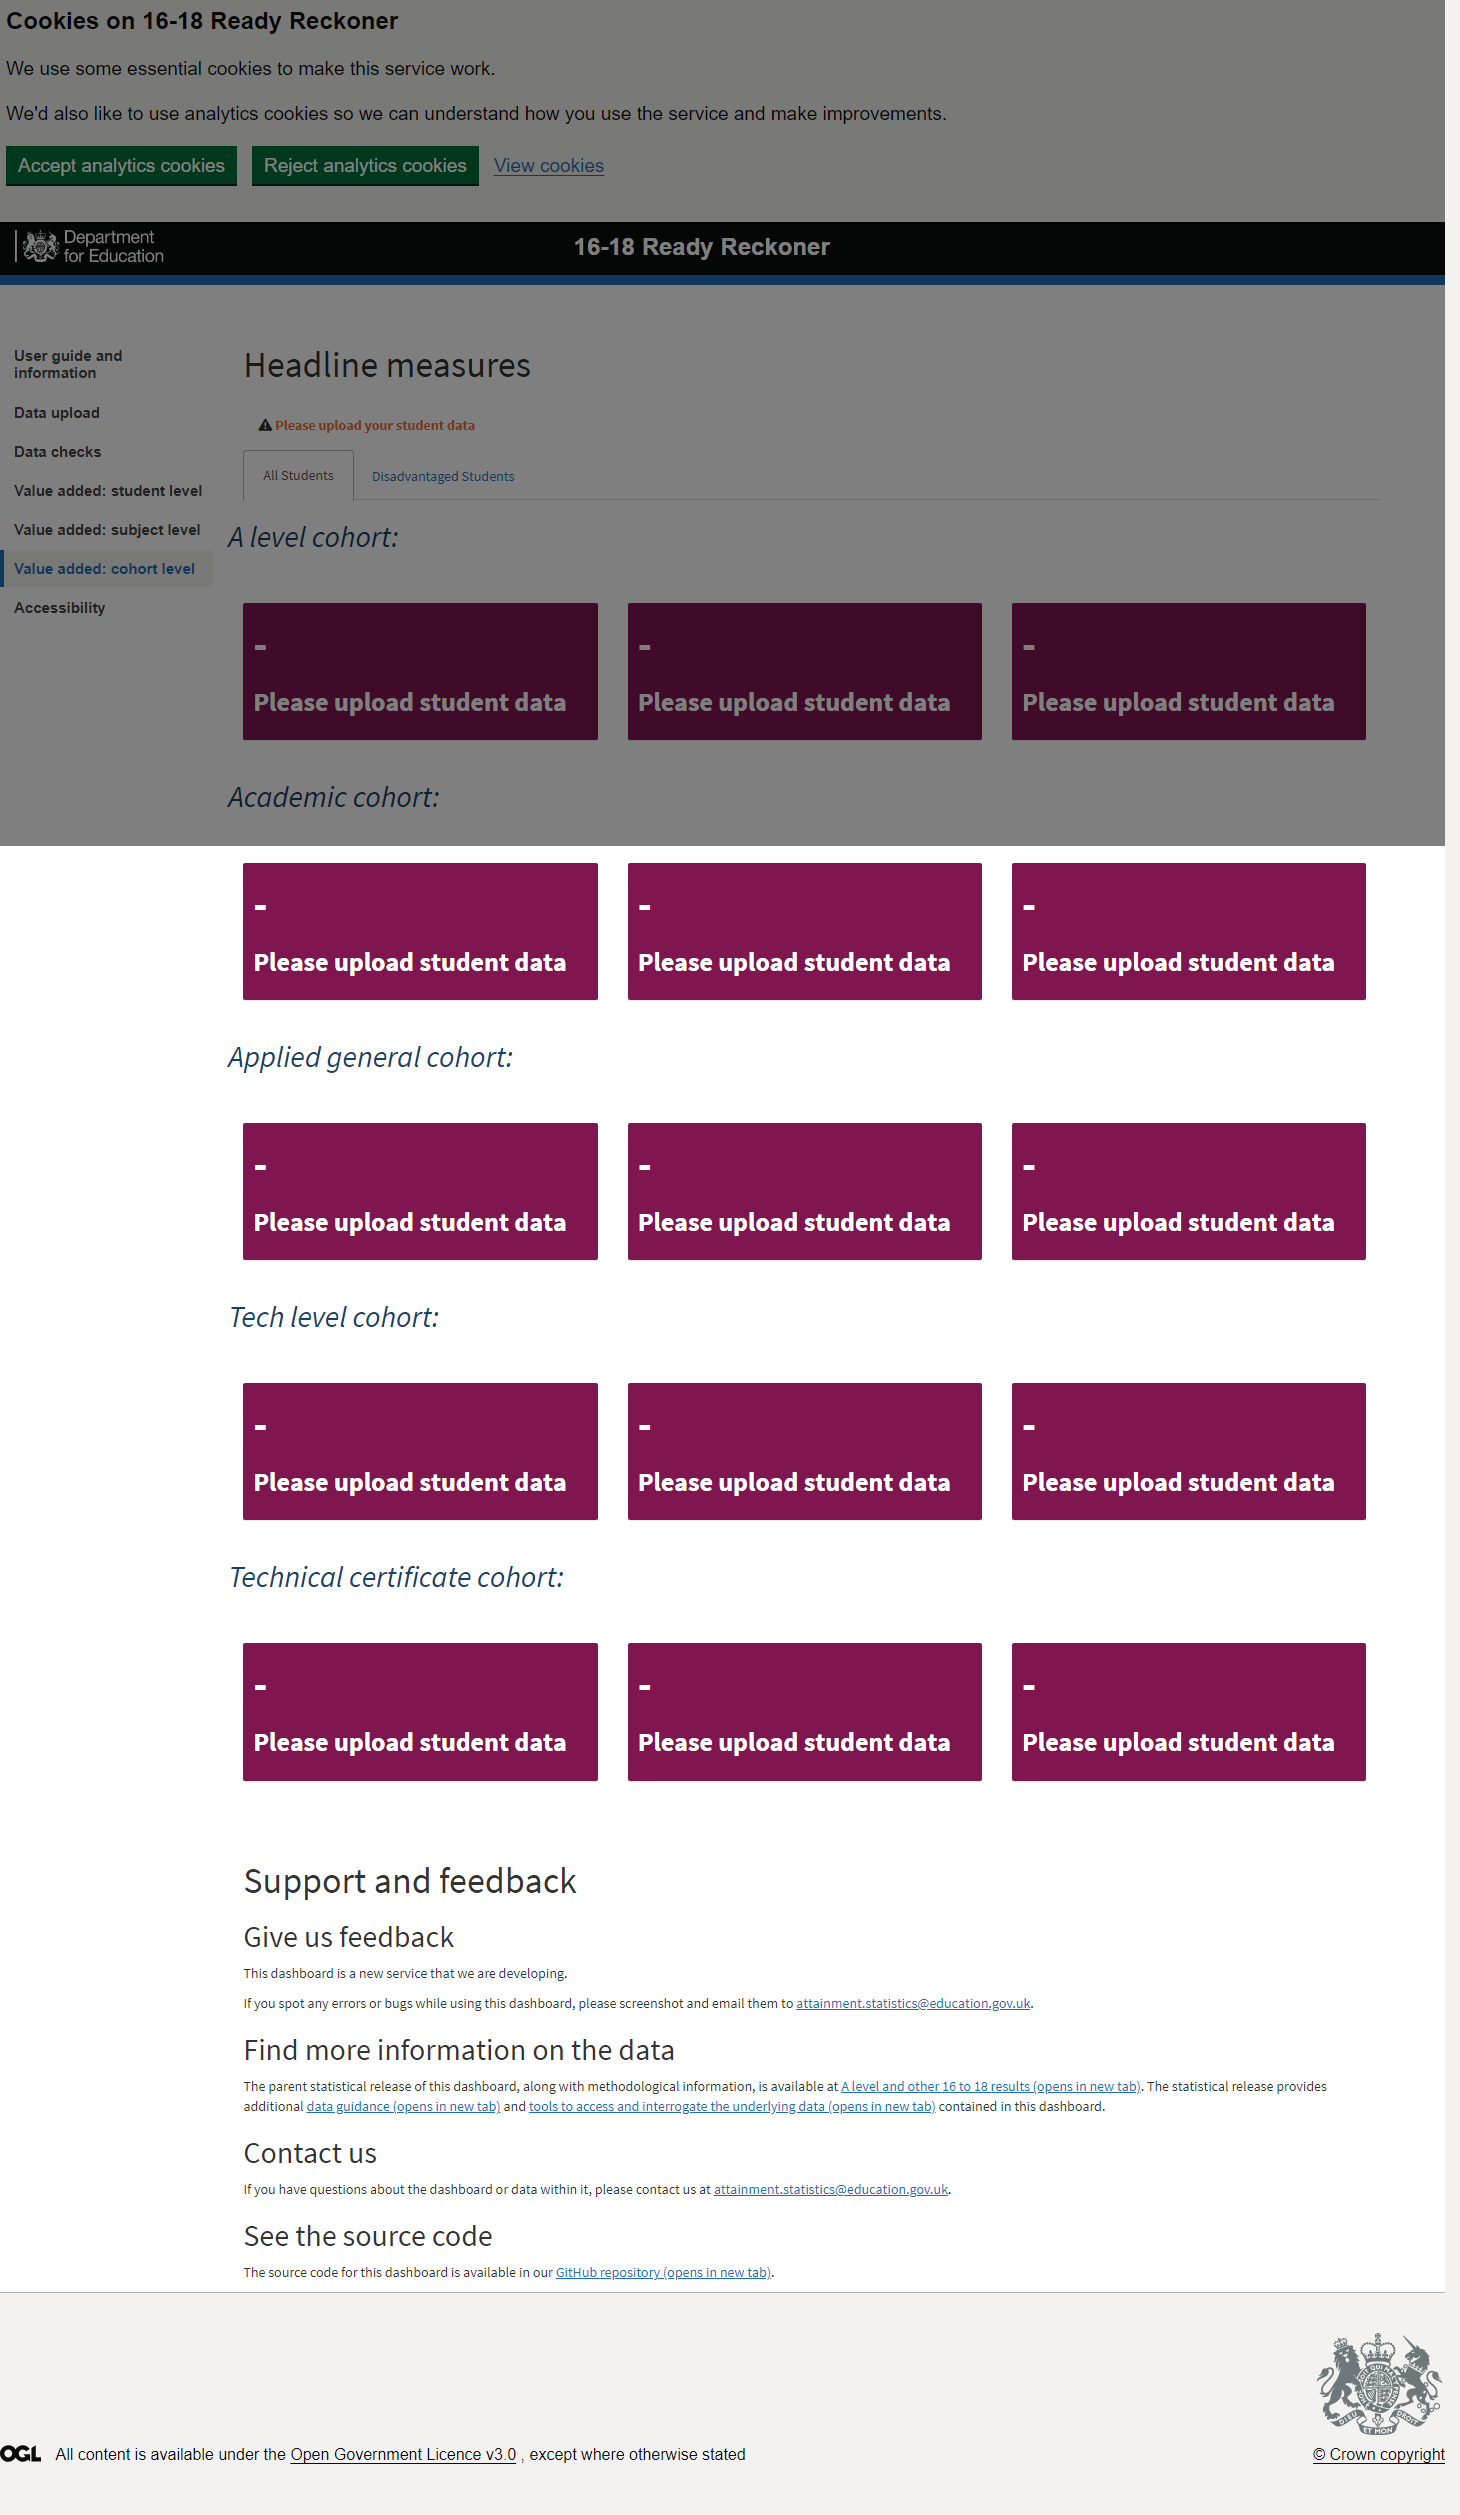 Cookies on 16-18 Ready Reckoner
We use some essential cookies to make this service work.
We'd also like to use analytics cookies so we can understand how you use the service and make improvements.
Accept analytics cookies Reject analytics cookies View cookies
Department
for Education
16-18 Ready Reckoner
User guide and
information
Data upload
Data checks
Value added: student level
Value added: subject level
Value added: cohort level
Accessibility
Headline measures
Please upload your student data
All Students Disadvantaged Students
A level cohort:
- - -
Please upload student data Please upload student data Please upload student data
Academic cohort:
- - -
Please upload student data Please upload student data Please upload student data
Applied general cohort:
- - -
Please upload student data Please upload student data Please upload student data
Tech level cohort:
- - -
Please upload student data Please upload student data Please upload student data
Technical certificate cohort:
- - -
Please upload student data Please upload student data Please upload student data
Support and feedback
Give us feedback
This dashboard is a new service that we are developing.
If you spot any errors or bugs while using this dashboard, please screenshot and email them to attainment.statistics@education.gov.uk.
Find more information on the data
The parent statistical release of this dashboard, along with methodological information, is available at A level and other 16 to 18 results (opens in new tab). The statistical release provides
additional data guidance (opens in new tab) and tools to access and interrogate the underlying data (opens in new tab) contained in this dashboard.
Contact us
If you have questions about the dashboard or data within it, please contact us at attainment.statistics@education.gov.uk.
See the source code
The source code for this dashboard is available in our GitHub repository (opens in new tab).
OGL All content is available under the Open Government Licence v3.0 , except where otherwise stated
© Crown copyright